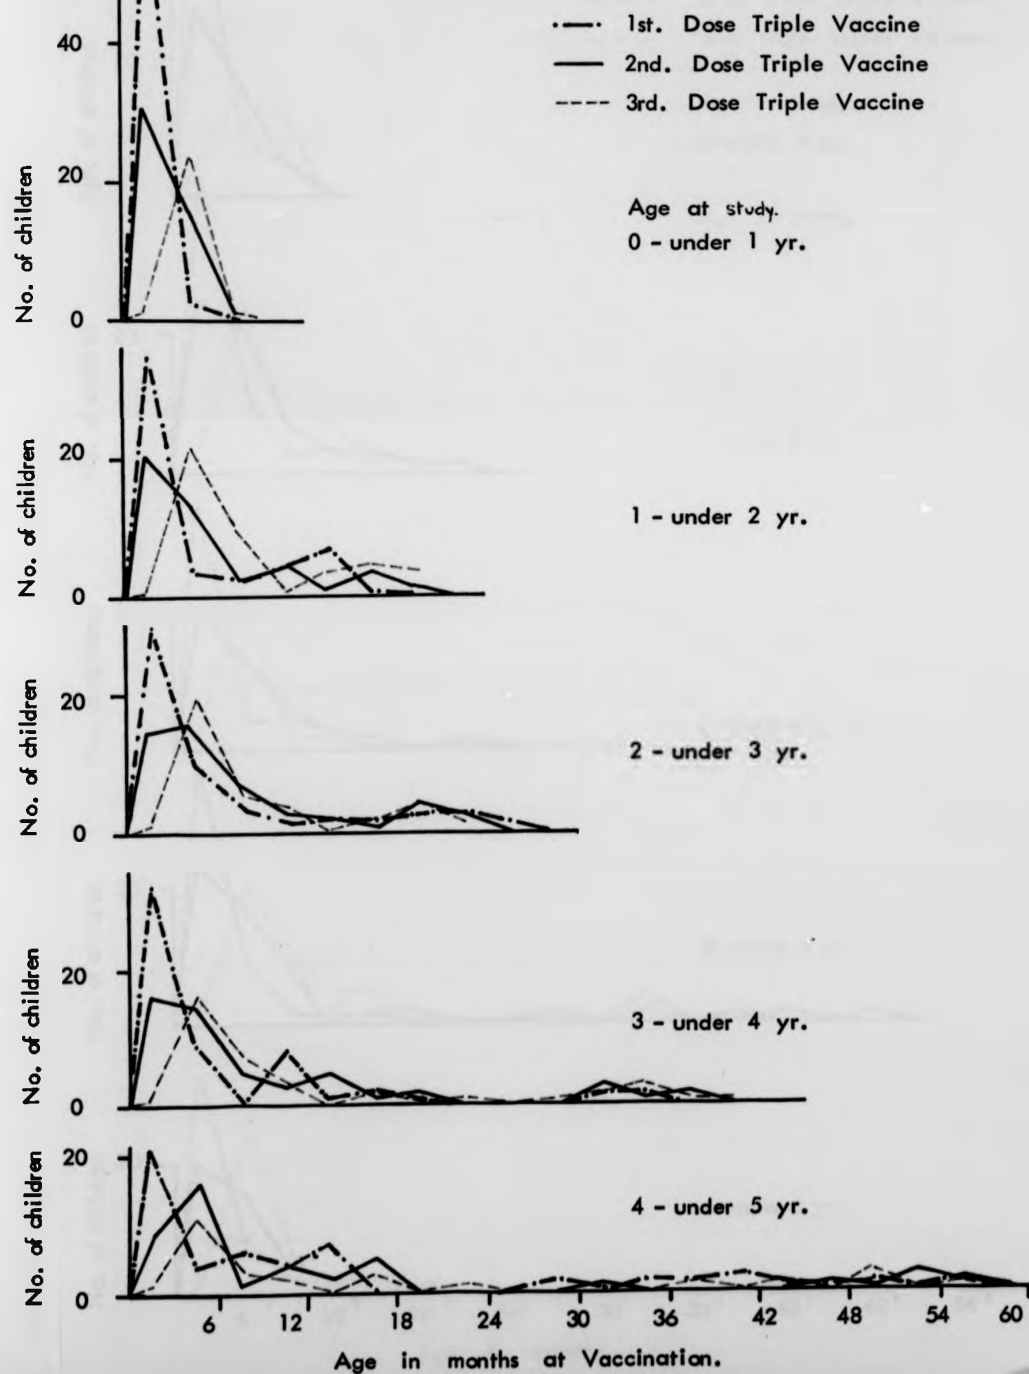 1st. Dose Triple Vaccine
2nd. Dose Triple Vaccine
3rd. Dose Triple Vaccine
40
20
0
No. of children
Age at study.
0 - under 1 yr.
20
0
No. of children
1 - under 2 yr.
20
0
No. of children
2 - under 3 yr.
20
0
No. of children
3 - under 4 yr.
20
0
No. of children
4 - under 5 yr.
6 12 18 24 30 36 42 48 54 60
Age in months at Vaccination.